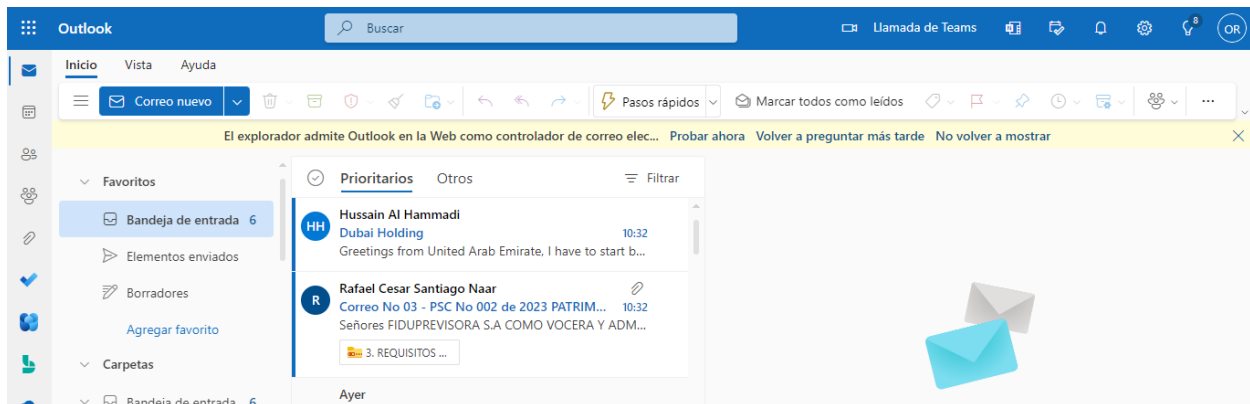 Outlook
Buscar
Llamada de Teams
8
OR
Inicio Vista Ayuda
Correo nuevo
Pasos rápidos
Marcar todos como leídos
El explorador admite Outlook en la Web como controlador de correo elec... Probar ahora Volver a preguntar más tarde No volver a mostrar
Favoritos
Bandeja de entrada 6
Elementos enviados
Borradores
Agregar favorito
Carpetas
Bandeja de entrada 6
Prioritarios Otros Filtrar
HH
Hussain Al Hammadi
Dubai Holding 10:32
Greetings from United Arab Emirate, I have to start b...
R
Rafael Cesar Santiago Naar
Correo No 03 - PSC No 002 de 2023 PATRIM... 10:32
Señores FIDUPREVISORA S.A COMO VOCERA Y ADM...
3. REQUISITOS ...
Ayer